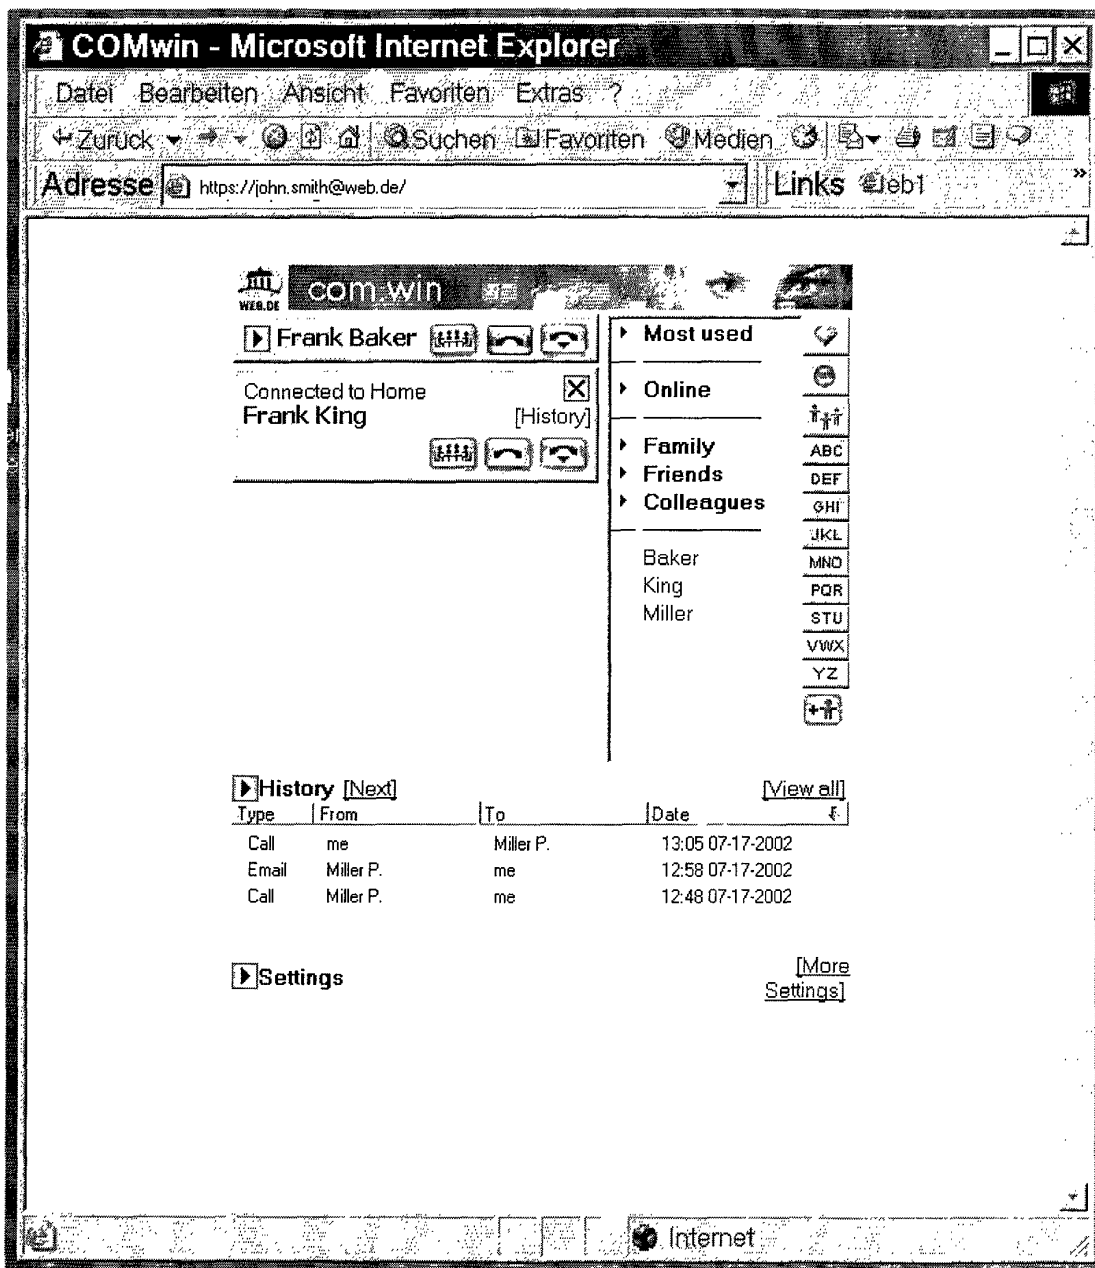 COMwin - Microsoft Internet Explorer
Datei Bearbeiten Ansicht Favoriten Extras ?
Zurück Suchen Favoriten Medien
Adresse https://john.smith@web.de/ Links eb1 »
WEB.DE com.win
Frank Baker
Connected to Home
Frank King [History]
Most used
Online
Family
Friends
Colleagues
Baker
King
Miller
ABC
DEF
GHI
JKL
MNO
PQR
STU
VWX
YZ
History [Next] [View all]
Type From To Date
Call me Miller P. 13:05 07-17-2002
Email Miller P. me 12:58 07-17-2002
Call Miller P. me 12:48 07-17-2002
Settings [More
Settings]
Internet